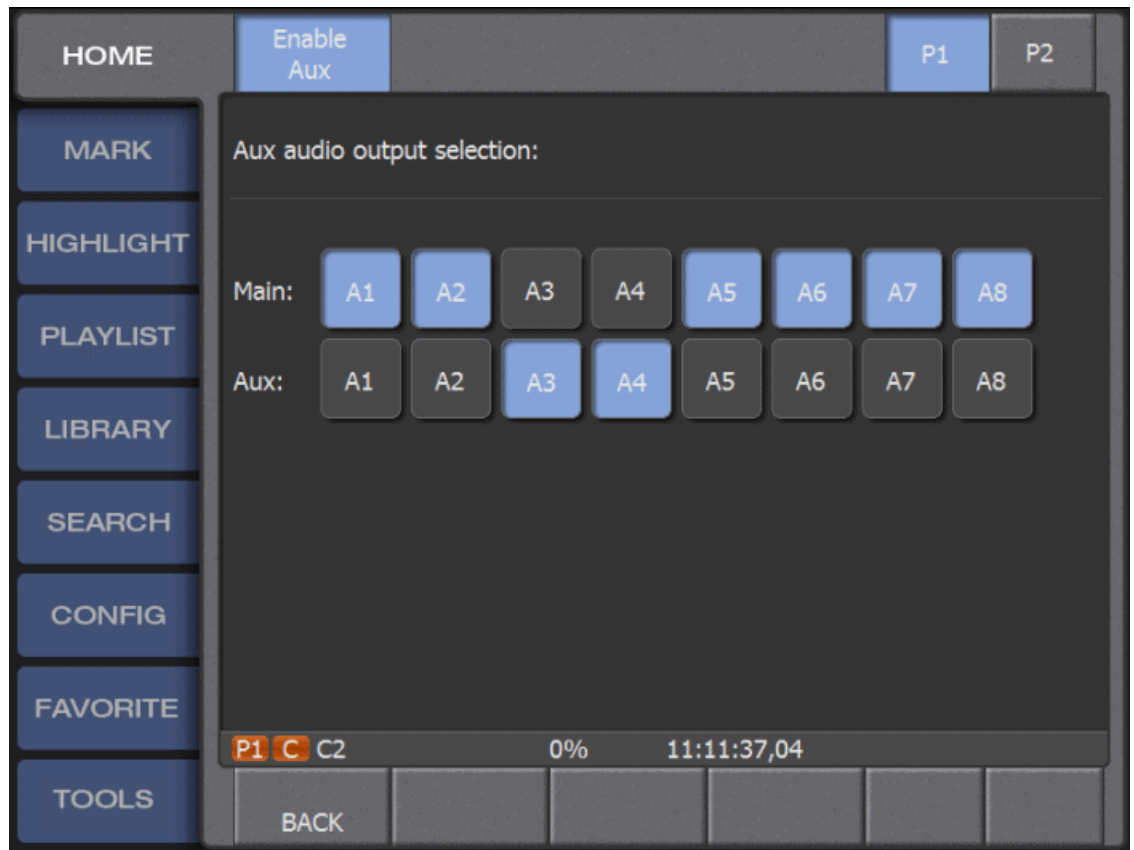 HOME
Enable
Aux
P1
P2
MARK
HIGHLIGHT
PLAYLIST
LIBRARY
SEARCH
CONFIG
FAVORITE
TOOLS
Aux audio output selection:
Main: A1 A2 A3 A4 A5 A6 A7 A8
Aux: A1 A2 A3 A4 A5 A6 A7 A8
P1 C C2 0% 11:11:37,04
BACK